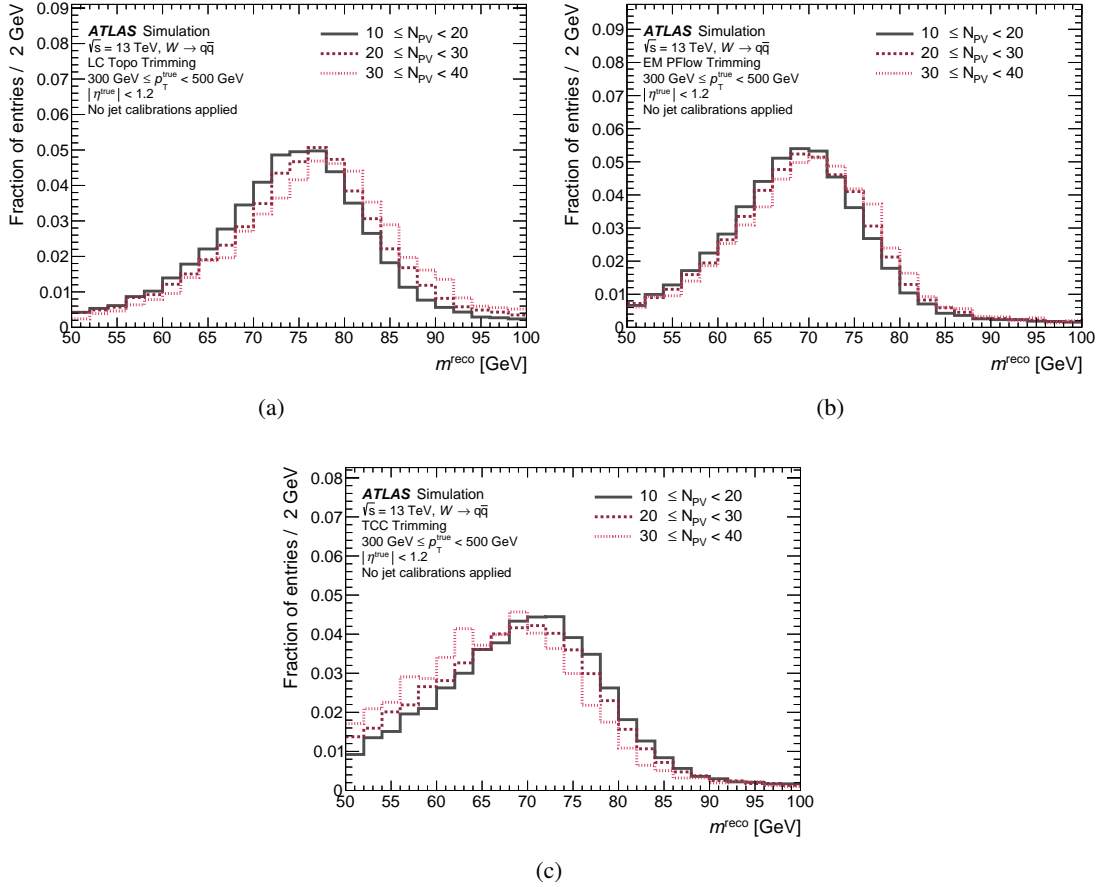 ATLAS Simulation
√s = 13 TeV, W → qq̄
LC Topo Trimming
300 GeV ≤ p_T^true < 500 GeV
|η^true| < 1.2
No jet calibrations applied
10 ≤ N_PV < 20
20 ≤ N_PV < 30
30 ≤ N_PV < 40
Fraction of entries / 2 GeV
0.09
0.08
0.07
0.06
0.05
0.04
0.03
0.02
0.01
0
50 55 60 65 70 75 80 85 90 95 100
m^reco [GeV]
(a)
ATLAS Simulation
√s = 13 TeV, W → qq̄
EM PFlow Trimming
300 GeV ≤ p_T^true < 500 GeV
|η^true| < 1.2
No jet calibrations applied
10 ≤ N_PV < 20
20 ≤ N_PV < 30
30 ≤ N_PV < 40
Fraction of entries / 2 GeV
0.09
0.08
0.07
0.06
0.05
0.04
0.03
0.02
0.01
0
50 55 60 65 70 75 80 85 90 95 100
m^reco [GeV]
(b)
ATLAS Simulation
√s = 13 TeV, W → qq̄
TCC Trimming
300 GeV ≤ p_T^true < 500 GeV
|η^true| < 1.2
No jet calibrations applied
10 ≤ N_PV < 20
20 ≤ N_PV < 30
30 ≤ N_PV < 40
Fraction of entries / 2 GeV
0.08
0.07
0.06
0.05
0.04
0.03
0.02
0.01
0
50 55 60 65 70 75 80 85 90 95 100
m^reco [GeV]
(c)